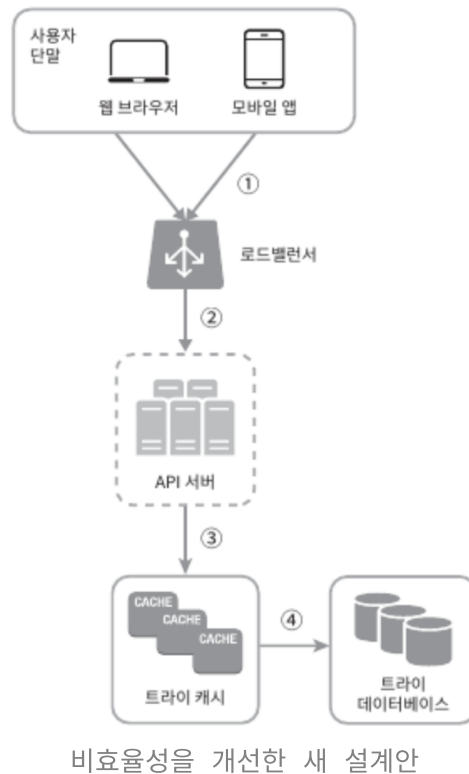 사용자
단말
웹 브라우저
모바일 앱
①
로드밸런서
②
API 서버
③
CACHE
CACHE
CACHE
④
트라이 캐시
트라이
데이터베이스
비효율성을 개선한 새 설계안